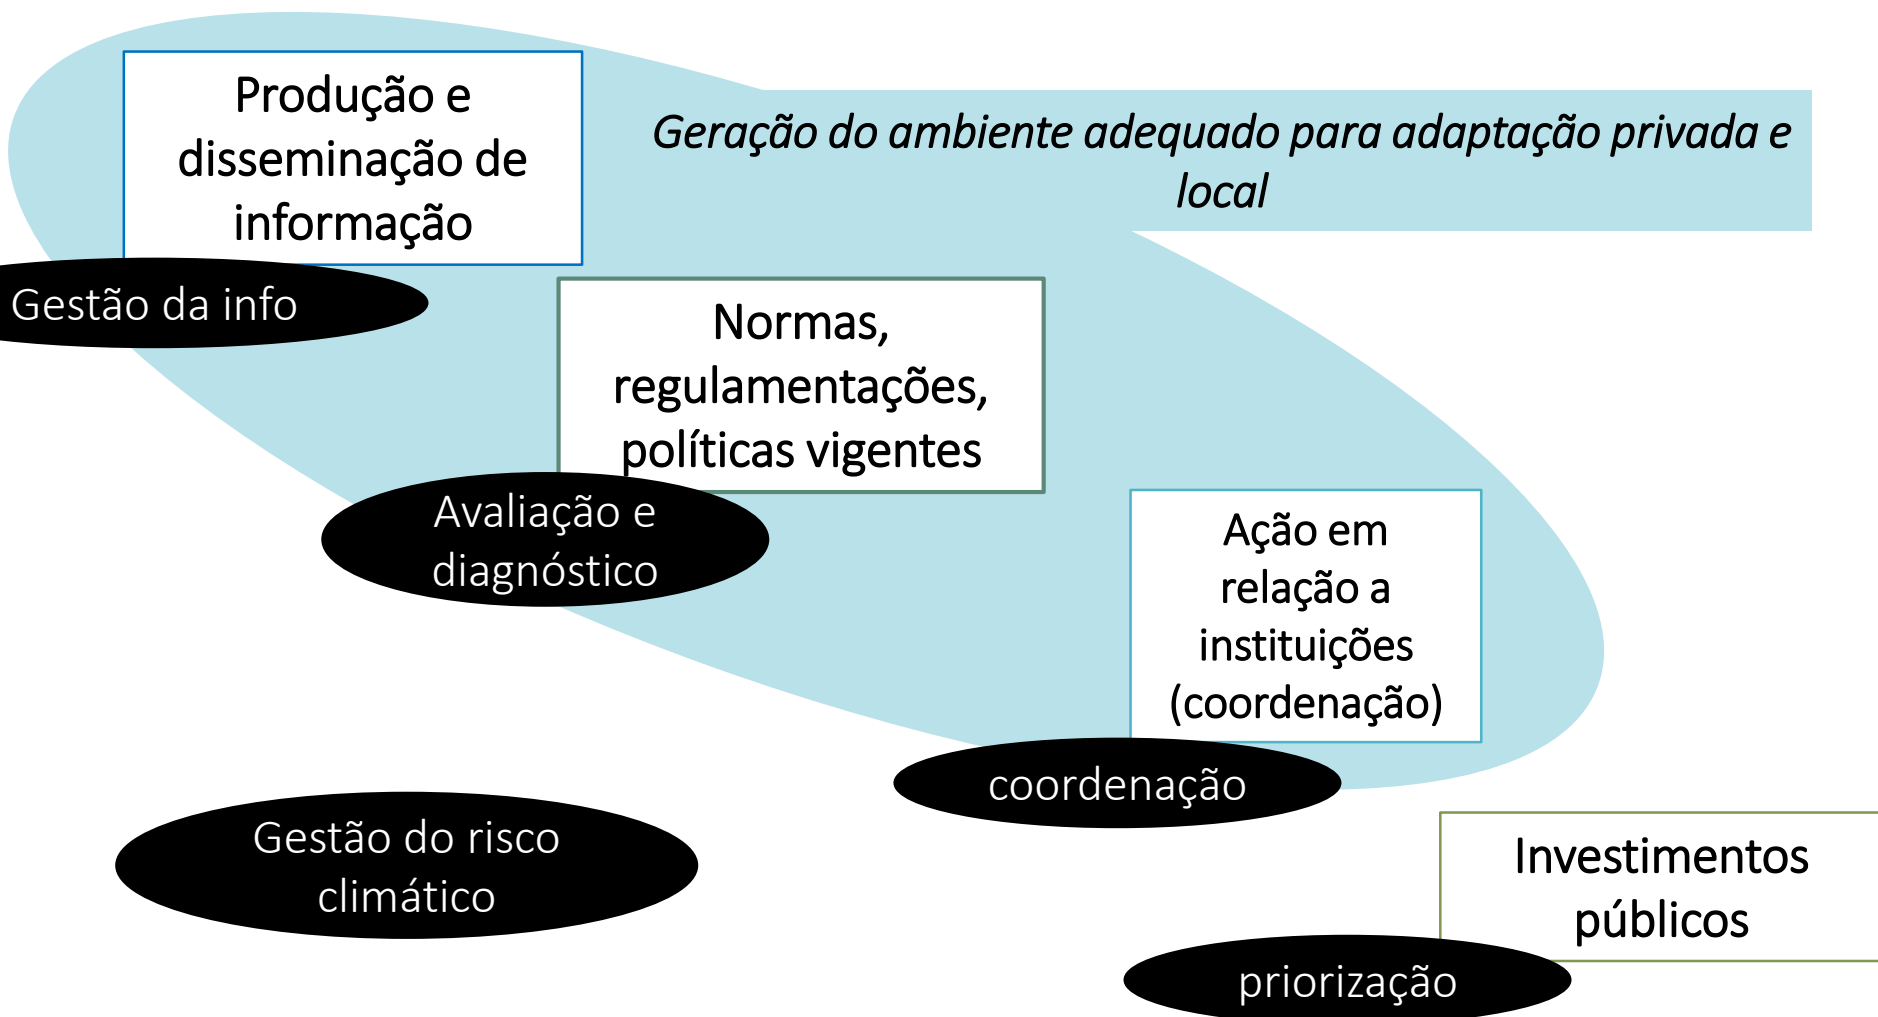 Produção e
disseminação de
informação
Geração do ambiente adequado para adaptação privada e
local
Gestão da info
Normas,
regulamentações,
políticas vigentes
Avaliação e
diagnóstico
Ação em
relação a
instituições
(coordenação)
coordenação
Gestão do risco
climático
Investimentos
públicos
priorização